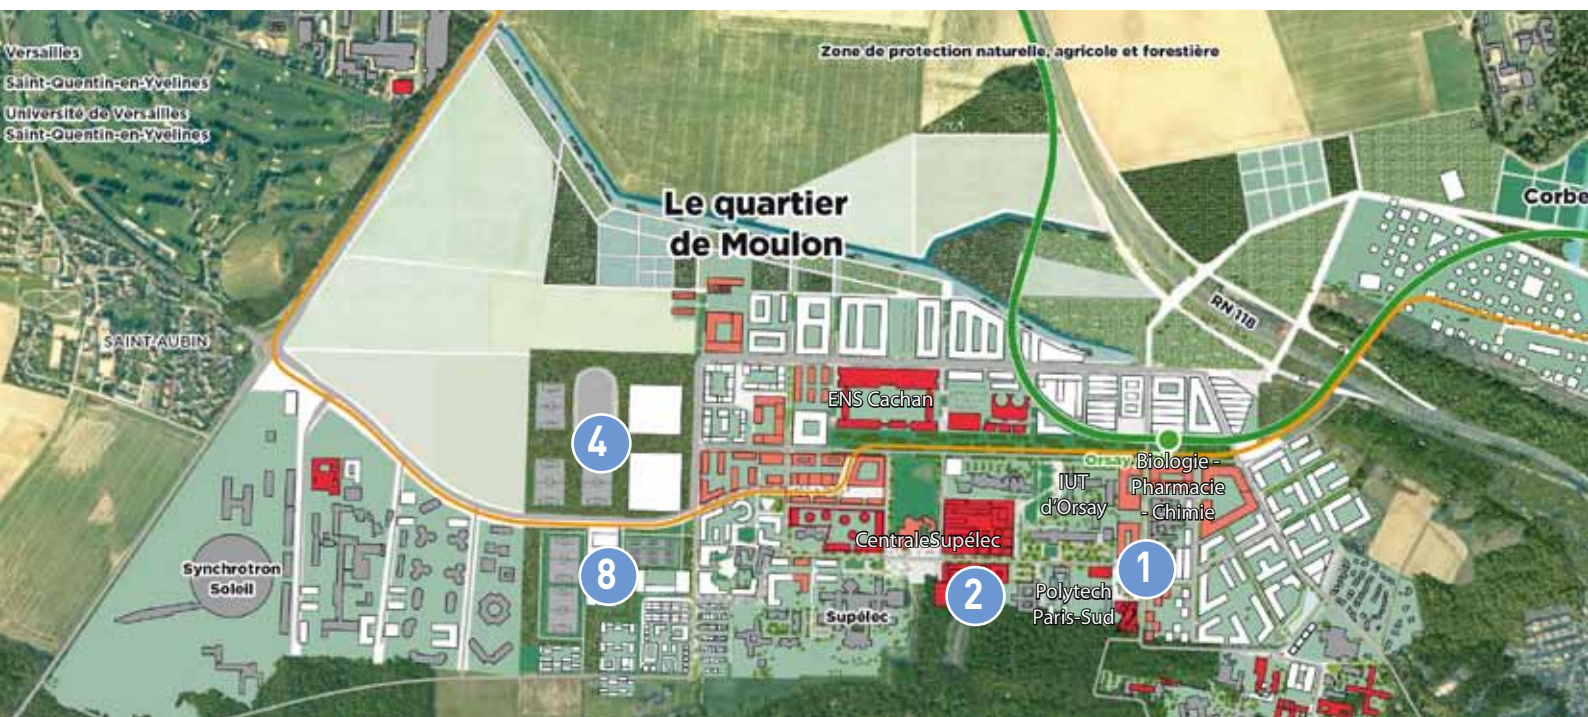 Versailles
Saint-Quentin-en-Yvelines
Université de Versailles
Saint-Quentin-en-Yvelines
Zone de protection naturelle, agricole et forestière
Le quartier
de Moulon
Corbe
RN 118
SAINT-AUBIN
ENS Cachan
4
Orsay
Biologie -
Pharmacie
- Chimie
IUT
d'Orsay
CentraleSupélec
Synchrotron
Soleil
8
2
1
Polytech
Paris-Sud
Supélec